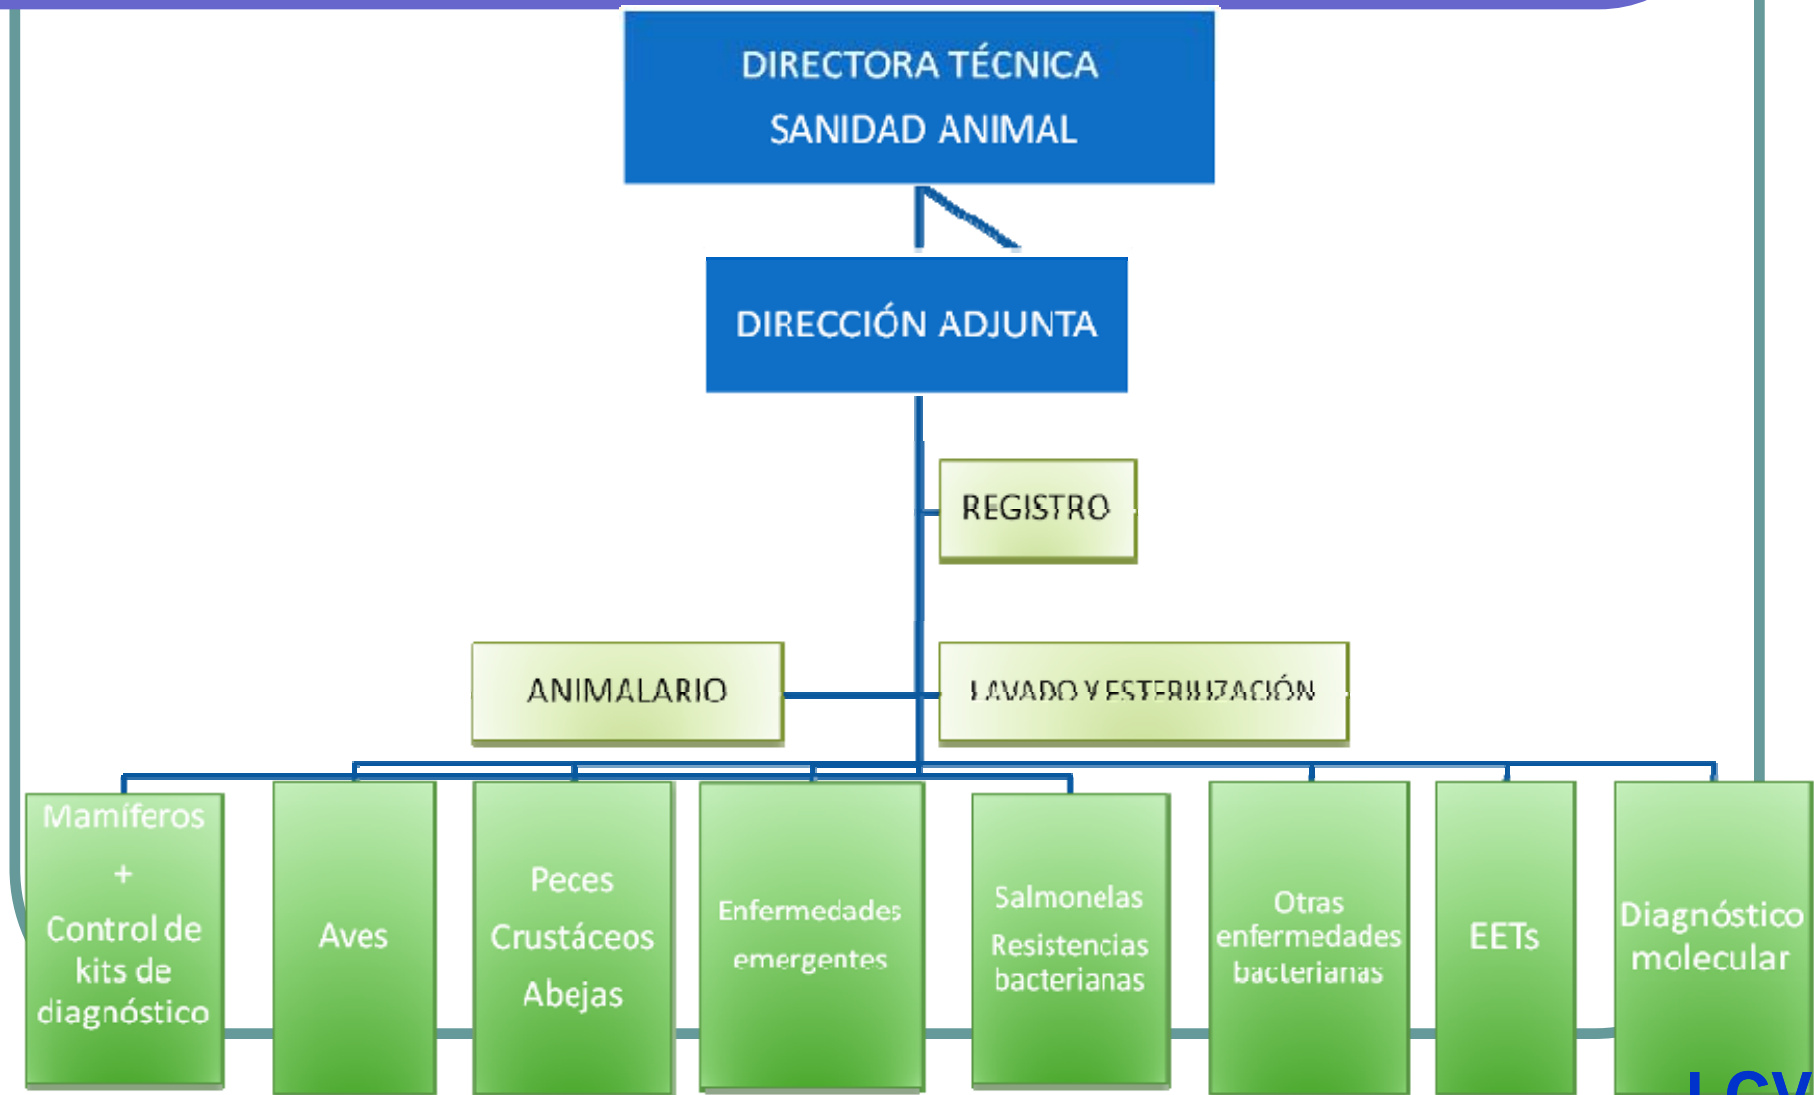 DIRECTORA TÉCNICA
SANIDAD ANIMAL
DIRECCIÓN ADJUNTA
REGISTRO
ANIMALARIO
LAVADO Y ESTERILIZACIÓN
Mamíferos
+
Control de
kits de
diagnóstico
Aves
Peces
Crustáceos
Abejas
Enfermedades
emergentes
Salmonelas
Resistencias
bacterianas
Otras
enfermedades
bacterianas
EETs
Diagnóstico
molecular
LCV